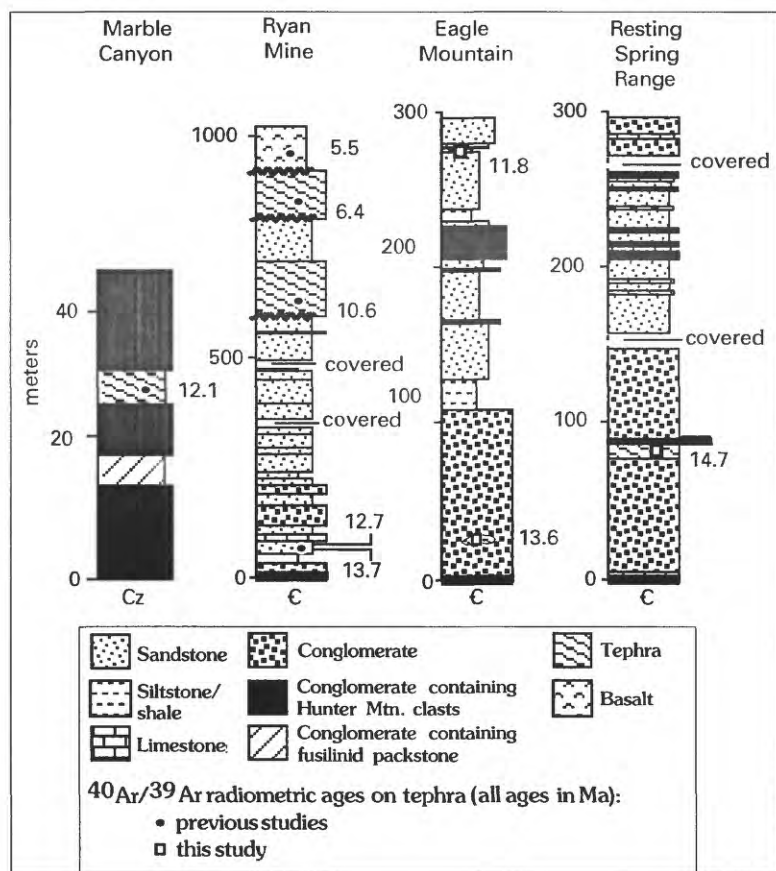 Marble Canyon
Ryan Mine
Eagle Mountain
Resting Spring Range
meters
40
20
0
12.1
Cz
1000
500
0
5.5
6.4
10.6
covered
covered
12.7
13.7
Є
300
200
100
0
11.8
13.6
Є
300
200
100
0
covered
covered
14.7
Є
Sandstone
Conglomerate
Tephra
Siltstone/
shale
Conglomerate containing
Hunter Mtn. clasts
Basalt
Limestone
Conglomerate containing
fusilinid packstone
40Ar/39Ar radiometric ages on tephra (all ages in Ma):
previous studies
this study